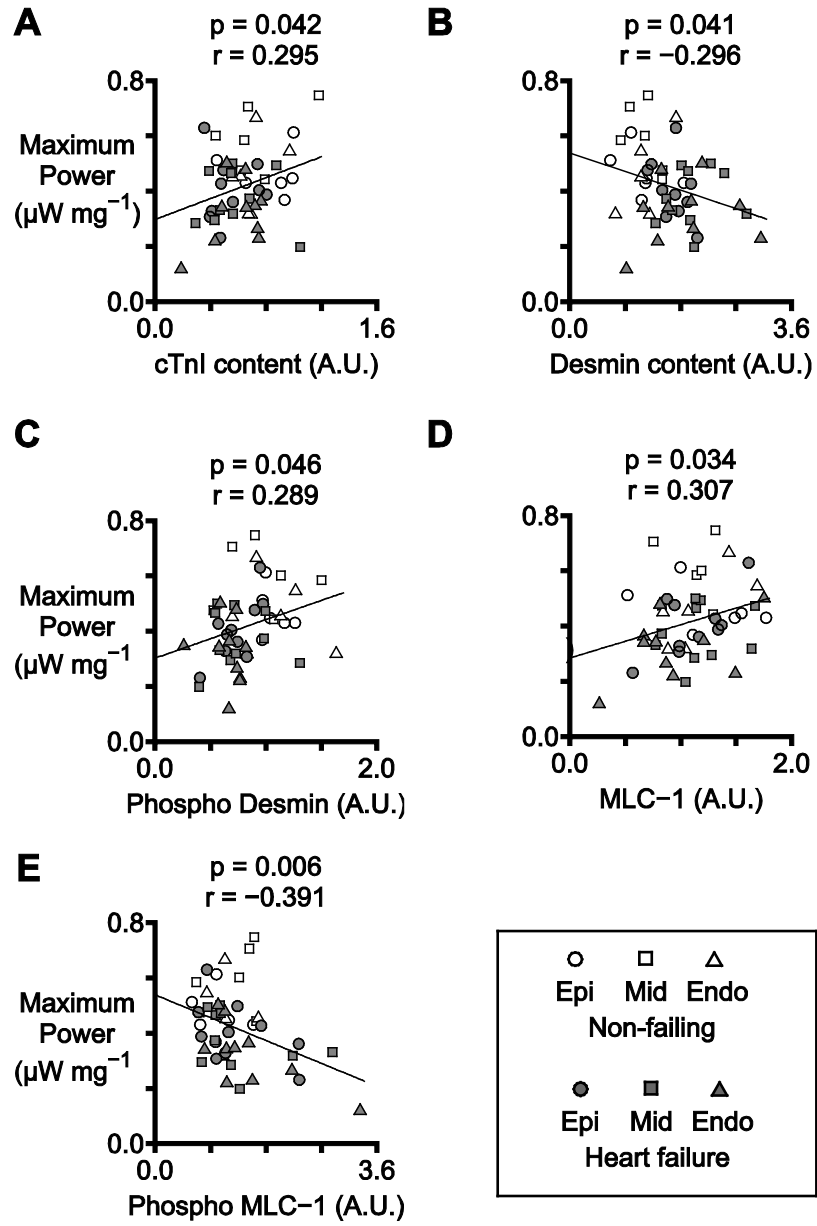 A
p = 0.042
r = 0.295
0.8
Maximum
Power
(µW mg⁻¹)
0.0
0.0 1.6
cTnI content (A.U.)
B
p = 0.041
r = −0.296
0.8
0.0
0.0 3.6
Desmin content (A.U.)
C
p = 0.046
r = 0.289
0.8
Maximum
Power
(µW mg⁻¹
0.0
0.0 2.0
Phospho Desmin (A.U.)
D
p = 0.034
r = 0.307
0.8
0.0
0.0 2.0
MLC−1 (A.U.)
E
p = 0.006
r = −0.391
0.8
Maximum
Power
(µW mg⁻¹
0.0
0.0 3.6
Phospho MLC−1 (A.U.)
Epi Mid Endo
Non-failing
Epi Mid Endo
Heart failure